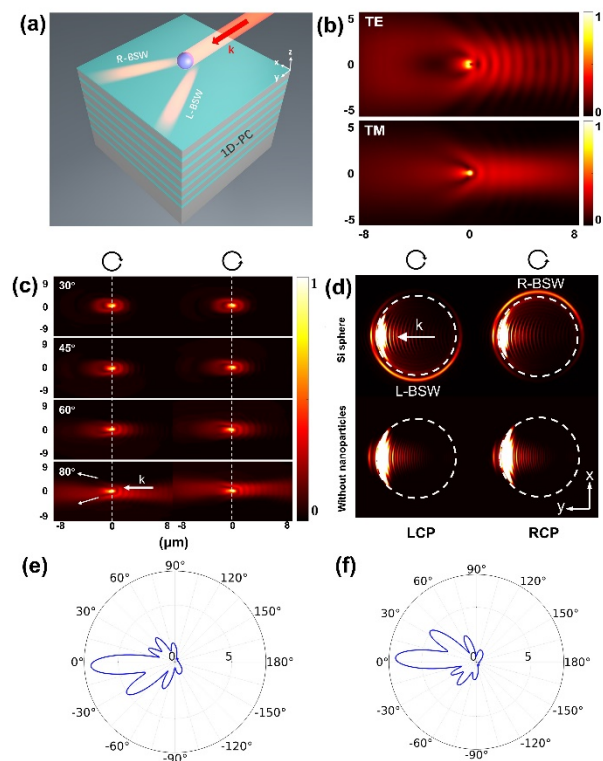 (a)
R-BSW
k
L-BSW
x
y
z
1D-PC
(b)
TE
5
0
-5
1
0
TM
5
0
-5
1
0
-8
0
8
(c)
30°
9
0
-9
45°
9
0
-9
60°
9
0
-9
80°
k
9
0
-9
-8
0
8
-8
0
8
(μm)
1
0
(d)
Si sphere
k
L-BSW
R-BSW
Without nanoparticles
x
y
LCP
RCP
(e)
90°
60°
120°
30°
150°
0°
0
5
180°
-30°
-150°
-60°
-120°
-90°
(f)
90°
60°
120°
30°
150°
0°
0
5
180°
-30°
-150°
-60°
-120°
-90°